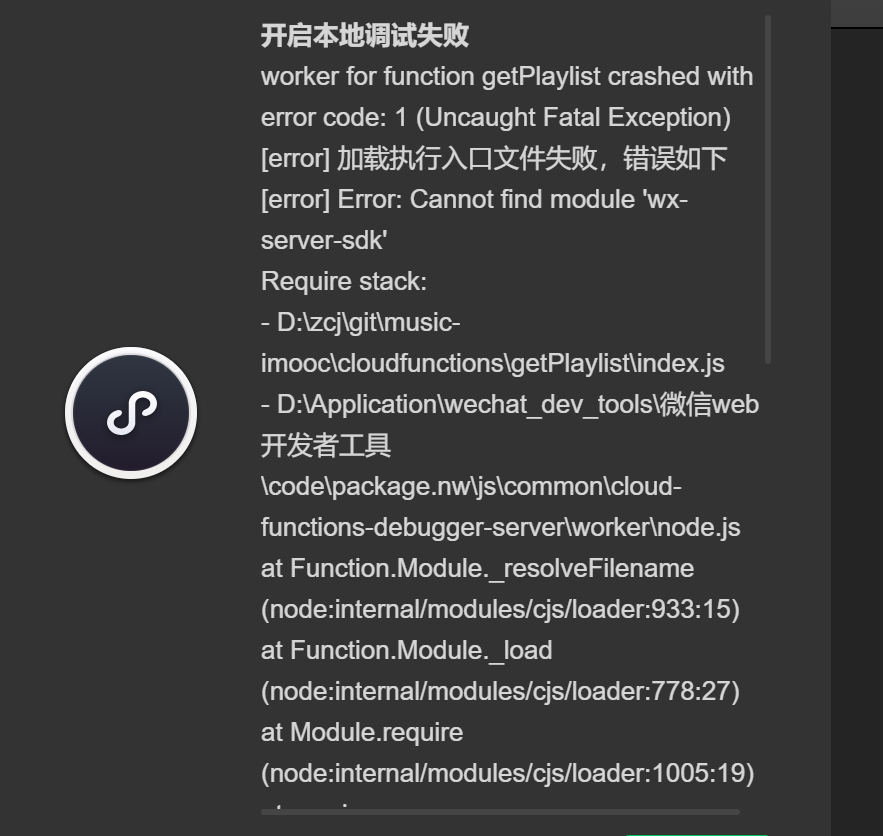 开启本地调试失败
worker for function getPlaylist crashed with
error code: 1 (Uncaught Fatal Exception)
[error] 加载执行入口文件失败，错误如下
[error] Error: Cannot find module 'wx-
server-sdk'
Require stack:
- D:\zcj\git\music-
imooc\cloudfunctions\getPlaylist\index.js
- D:\Application\wechat_dev_tools\微信web
开发者工具
\code\package.nw\js\common\cloud-
functions-debugger-server\worker\node.js
at Function.Module._resolveFilename
(node:internal/modules/cjs/loader:933:15)
at Function.Module._load
(node:internal/modules/cjs/loader:778:27)
at Module.require
(node:internal/modules/cjs/loader:1005:19)